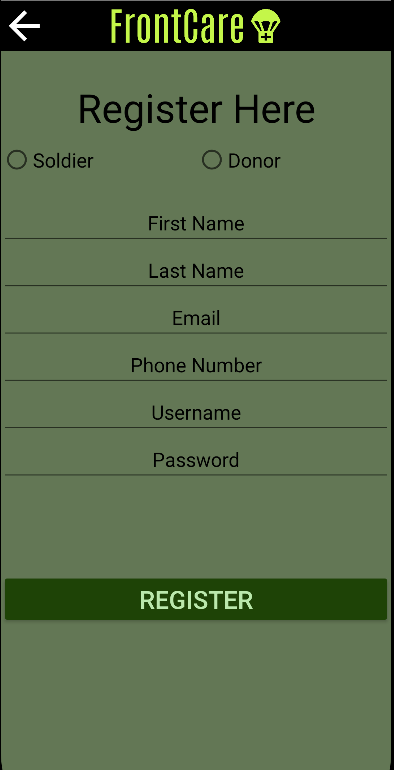 FrontCare
Register Here
Soldier Donor
First Name
Last Name
Email
Phone Number
Username
Password
REGISTER